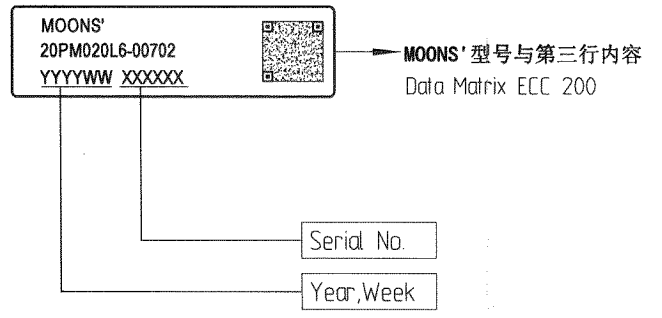 MOONS'
20PM020L6-00702
YYYYWW XXXXXX
MOONS'型号与第三行内容
Data Matrix ECC 200
Serial No.
Year,Week